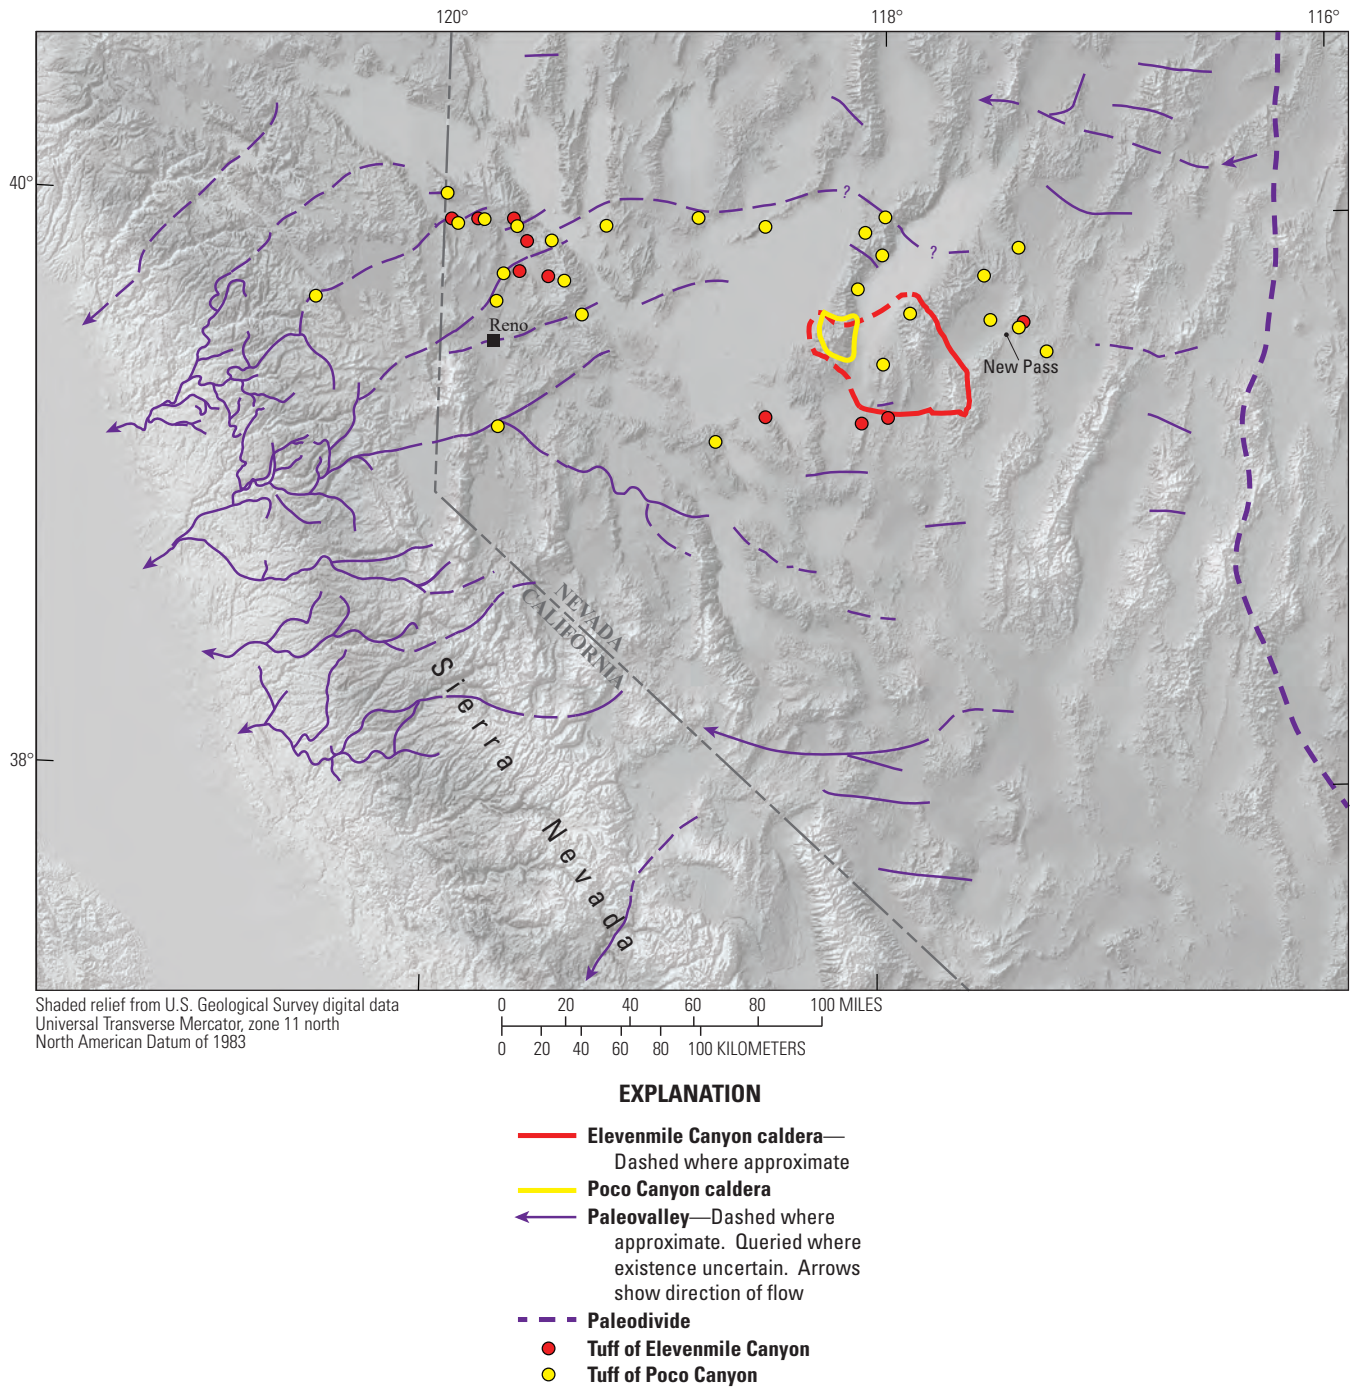 120°
118°
116°
40°
?
?
Reno
New Pass
NEVADA
CALIFORNIA
Sierra
Nevada
38°
Shaded relief from U.S. Geological Survey digital data
Universal Transverse Mercator, zone 11 north
North American Datum of 1983
0 20 40 60 80 100 MILES
0 20 40 60 80 100 KILOMETERS
EXPLANATION
Elevenmile Canyon caldera—
Dashed where approximate
Poco Canyon caldera
Paleovalley—Dashed where
approximate. Queried where
existence uncertain. Arrows
show direction of flow
Paleodivide
Tuff of Elevenmile Canyon
Tuff of Poco Canyon